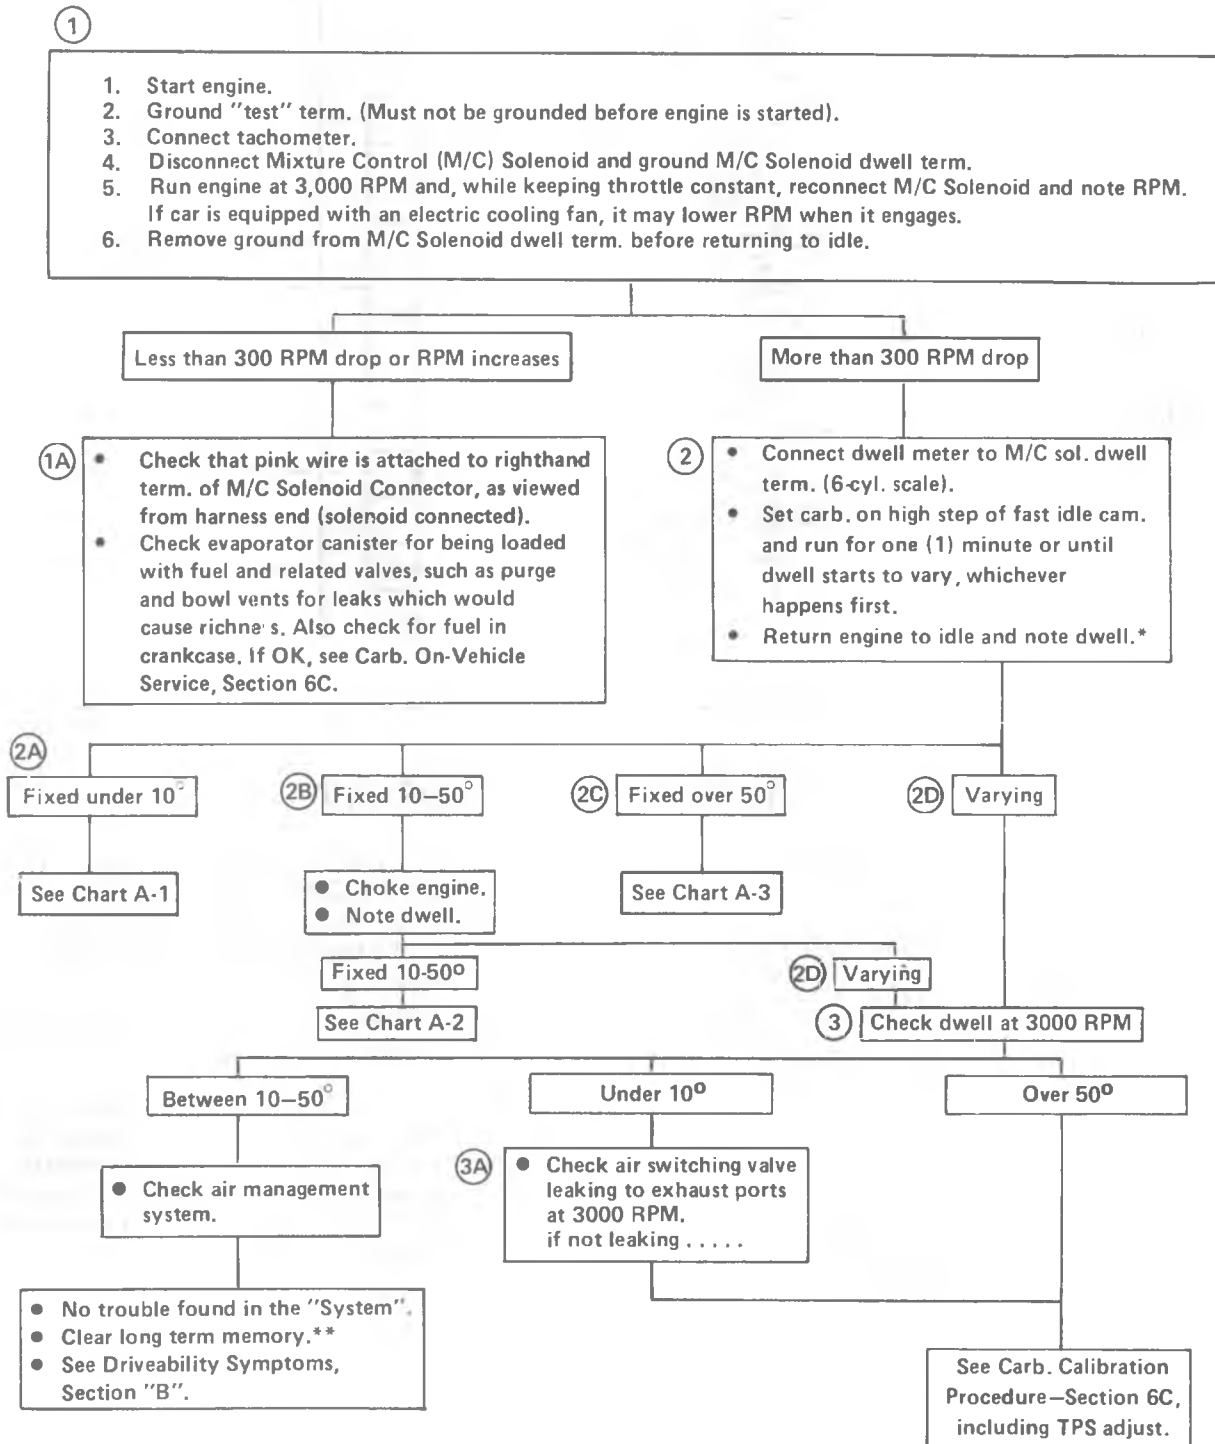 1
1. Start engine.
2. Ground "test" term. (Must not be grounded before engine is started).
3. Connect tachometer.
4. Disconnect Mixture Control (M/C) Solenoid and ground M/C Solenoid dwell term.
5. Run engine at 3,000 RPM and, while keeping throttle constant, reconnect M/C Solenoid and note RPM.
If car is equipped with an electric cooling fan, it may lower RPM when it engages.
6. Remove ground from M/C Solenoid dwell term. before returning to idle.
Less than 300 RPM drop or RPM increases
More than 300 RPM drop
1A
• Check that pink wire is attached to righthand
term. of M/C Solenoid Connector, as viewed
from harness end (solenoid connected).
• Check evaporator canister for being loaded
with fuel and related valves, such as purge
and bowl vents for leaks which would
cause richne s. Also check for fuel in
crankcase. If OK, see Carb. On-Vehicle
Service, Section 6C.
2
• Connect dwell meter to M/C sol. dwell
term. (6-cyl. scale).
• Set carb. on high step of fast idle cam.
and run for one (1) minute or until
dwell starts to vary, whichever
happens first.
• Return engine to idle and note dwell.*
2A
Fixed under 10°
2B
Fixed 10—50°
2C
Fixed over 50°
2D
Varying
See Chart A-1
• Choke engine.
• Note dwell.
See Chart A-3
Fixed 10-50°
2D
Varying
See Chart A-2
3
Check dwell at 3000 RPM
Between 10—50°
Under 10°
Over 50°
• Check air management
system.
3A
• Check air switching valve
leaking to exhaust ports
at 3000 RPM.
if not leaking . . . . .
• No trouble found in the "System".
• Clear long term memory.**
• See Driveability Symptoms,
Section "B".
See Carb. Calibration
Procedure—Section 6C,
including TPS adjust.